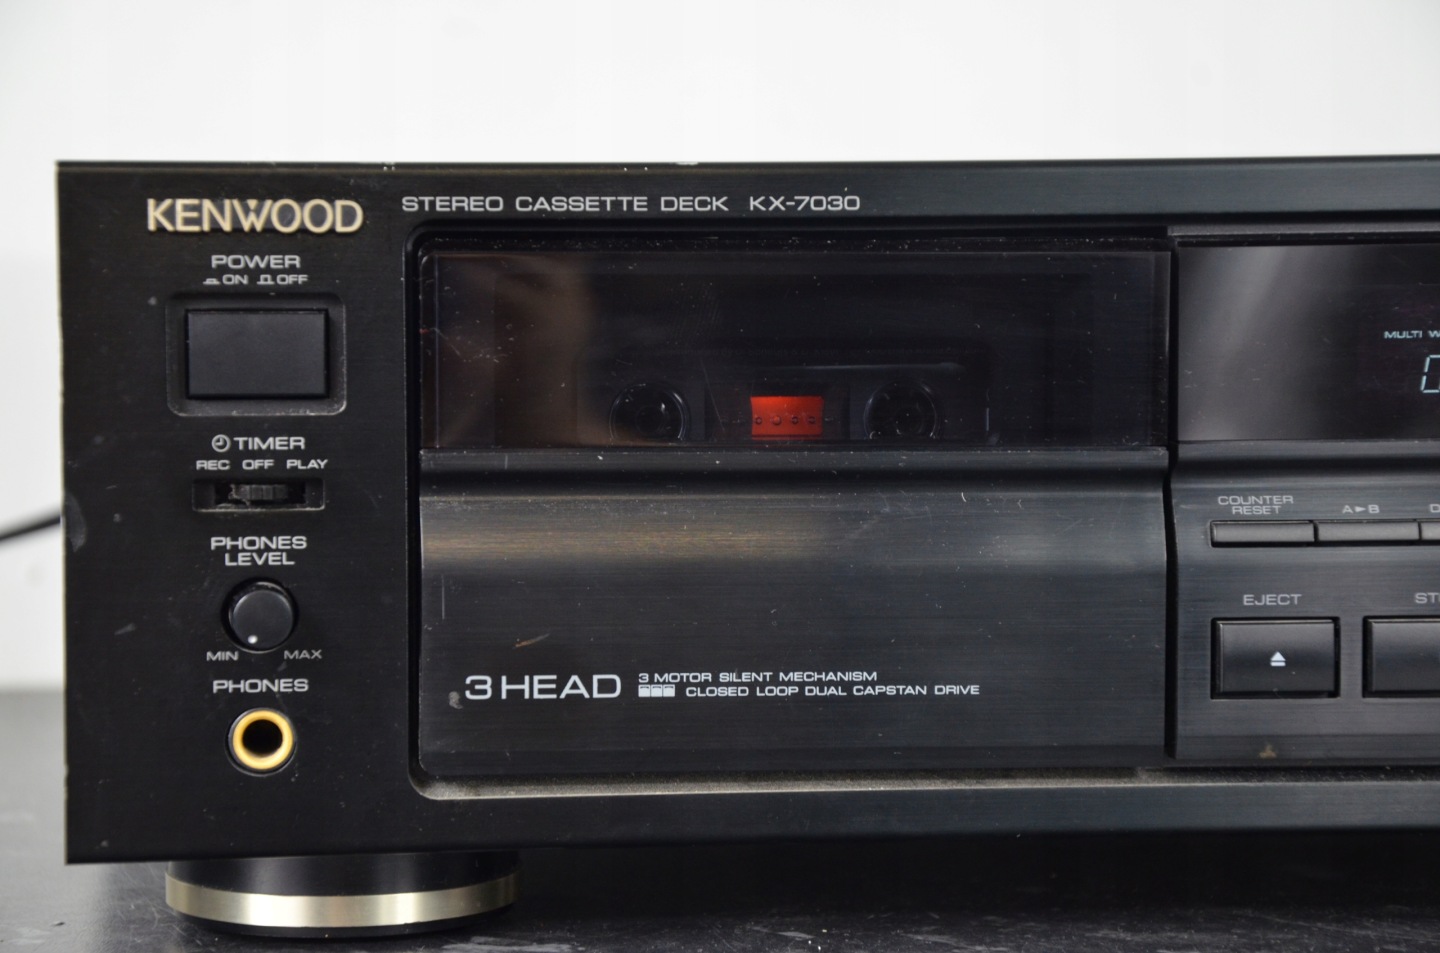 KENWOOD
STEREO CASSETTE DECK KX-7030
POWER
ON OFF
TIMER
REC OFF PLAY
PHONES
LEVEL
MIN MAX
PHONES
3 HEAD
3 MOTOR SILENT MECHANISM
CLOSED LOOP DUAL CAPSTAN DRIVE
MULTI
COUNTER
RESET
A►B
EJECT